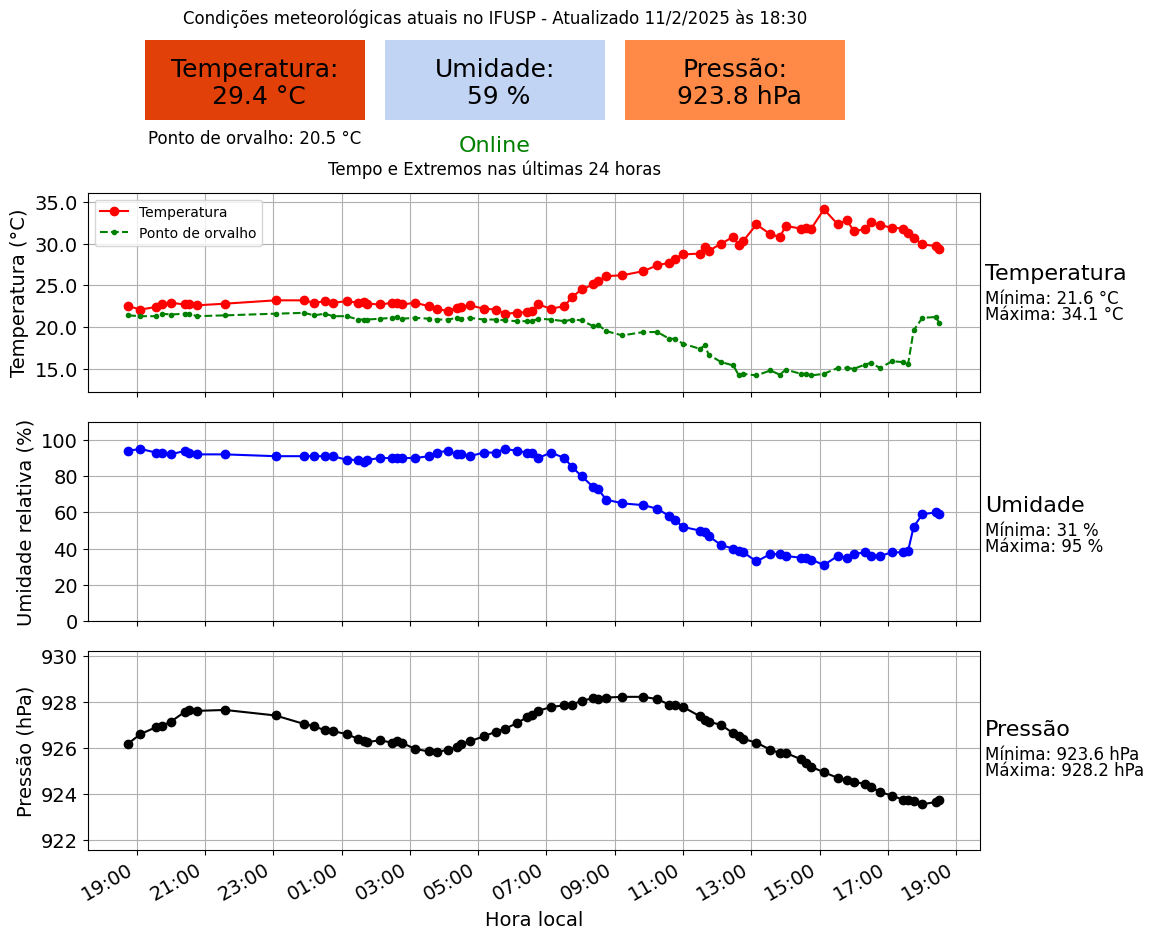 Condições meteorológicas atuais no IFUSP - Atualizado 11/2/2025 às 18:30
Temperatura:
29.4 °C
Umidade:
59 %
Pressão:
923.8 hPa
Ponto de orvalho: 20.5 °C
Online
Tempo e Extremos nas últimas 24 horas
Temperatura (°C)
35.0
30.0
25.0
20.0
15.0
Temperatura
Ponto de orvalho
Temperatura
Mínima: 21.6 °C
Máxima: 34.1 °C
Umidade relativa (%)
100
80
60
40
20
0
Umidade
Mínima: 31 %
Máxima: 95 %
Pressão (hPa)
930
928
926
924
922
Pressão
Mínima: 923.6 hPa
Máxima: 928.2 hPa
19:00 21:00 23:00 01:00 03:00 05:00 07:00 09:00 11:00 13:00 15:00 17:00 19:00
Hora local